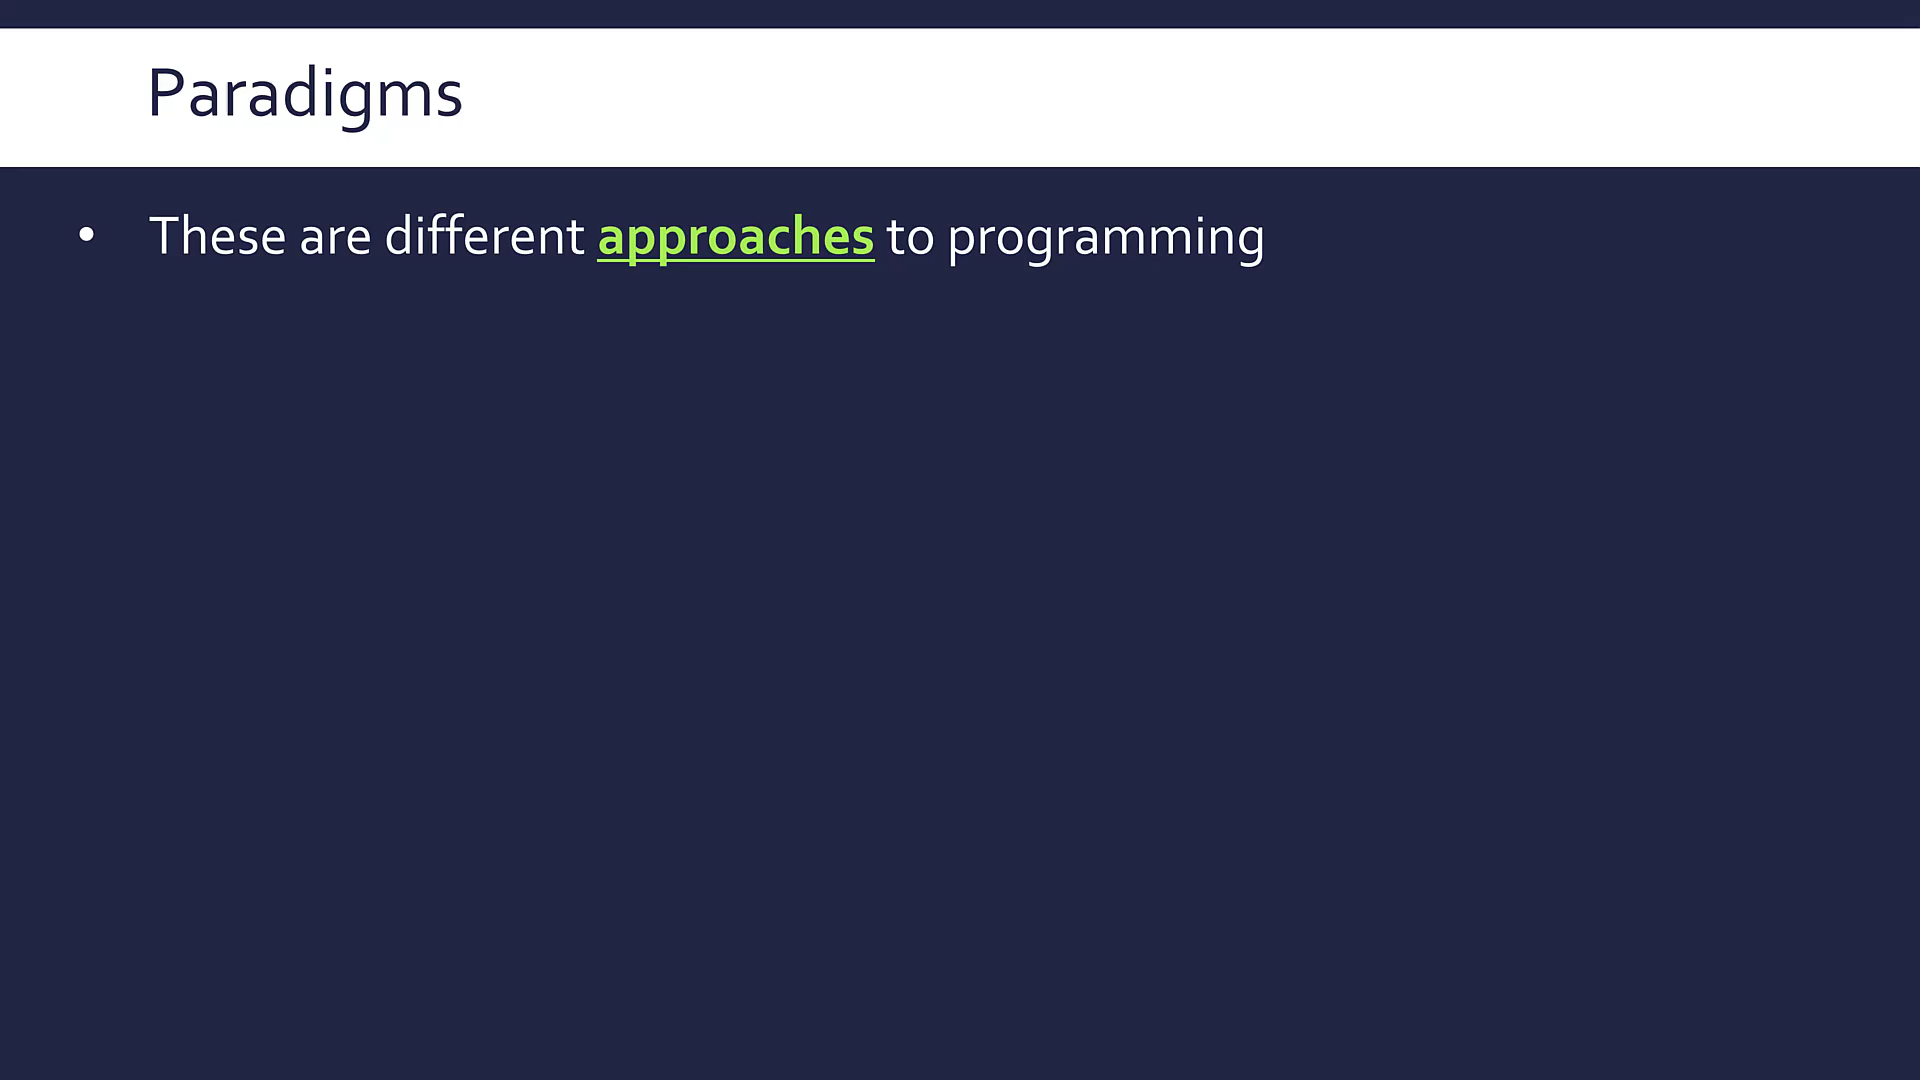 Paradigms
• These are different approaches to programming